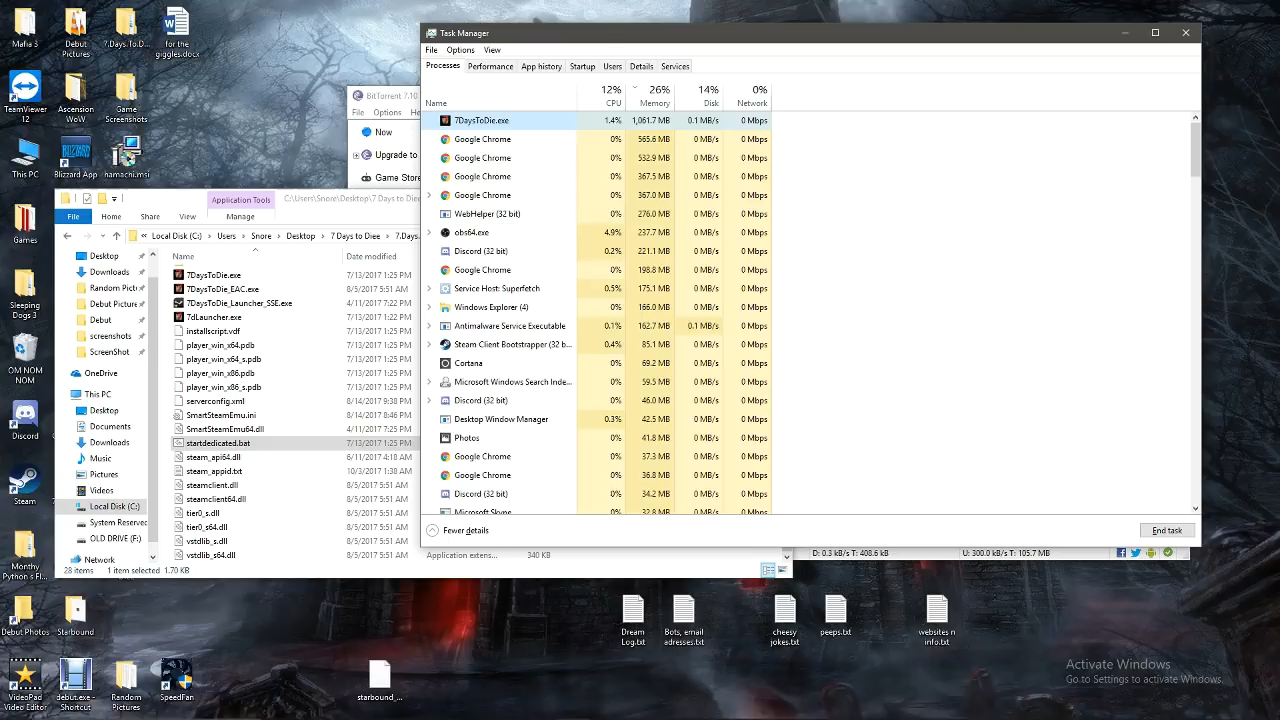 Mafia 3
Debut
Pictures
7.Days.To.D...
for the
giggles.docx
TeamViewer
12
Ascension
WoW
Game
Screenshots
This PC
Blizzard App
hamachi.msi
Games
Sleeping
Dogs 3
OM NOM
NOM
Discord
Steam
Monthy
Python s Fl...
Debut Photos
Starbound
VideoPad
Video Editor
debut.exe -
Shortcut
Random
Pictures
SpeedFan
starbound_...
Dream
Log.txt
Bots, email
adresses.txt
cheesy
jokes.txt
peeps.txt
websites n
info.txt
BitTorrent 7.10
File Options He
Now
Upgrade to
Game Store
D: 0.3 kB/s T: 408.6 kB
U: 300.0 kB/s T: 105.7 MB
Application Tools
C:\Users\Snore\Desktop\7 Days to Diee
File Home Share View Manage
« Local Disk (C:) Users Snore Desktop 7 Days to Diee 7.Days.
Name Date modified
Desktop
Downloads
Random Pict
Debut Picture
Debut
screenshots
ScreenShot
OneDrive
This PC
Desktop
Documents
Downloads
Music
Pictures
Videos
Local Disk (C:)
System Reserved
OLD DRIVE (F:)
Network
7DaysToDie.exe 7/13/2017 1:25 PM
7DaysToDie_EAC.exe 8/5/2017 5:51 AM
7DaysToDie_Launcher_SSE.exe 4/11/2017 7:22 PM
7dLauncher.exe 7/13/2017 1:25 PM
installscript.vdf 7/13/2017 1:25 PM
player_win_x64.pdb 7/13/2017 1:25 PM
player_win_x64_s.pdb 7/13/2017 1:25 PM
player_win_x86.pdb 7/13/2017 1:25 PM
player_win_x86_s.pdb 7/13/2017 1:25 PM
serverconfig.xml 8/14/2017 9:38 PM
SmartSteamEmu.ini 8/14/2017 8:46 PM
SmartSteamEmu64.dll 4/11/2017 7:22 PM
startdedicated.bat 7/13/2017 1:25 PM
steam_api64.dll 6/11/2017 4:18 AM
steam_appid.txt 10/3/2017 1:38 AM
steamclient.dll 8/5/2017 5:51 AM
steamclient64.dll 8/5/2017 5:51 AM
tier0_s.dll 8/5/2017 5:51 AM
tier0_s64.dll 8/5/2017 5:51 AM
vstdlib_s.dll 8/5/2017 5:51 AM
vstdlib_s64.dll 8/5/2017 5:51 AM Application extens... 340 KB
28 items 1 item selected 1.70 KB
Task Manager
File Options View
Processes Performance App history Startup Users Details Services
12% 26% 14% 0%
Name CPU Memory Disk Network
7DaysToDie.exe 1.4% 1,061.7 MB 0.1 MB/s 0 Mbps
Google Chrome 0% 565.6 MB 0 MB/s 0 Mbps
Google Chrome 0% 532.9 MB 0 MB/s 0 Mbps
Google Chrome 0% 367.5 MB 0 MB/s 0 Mbps
Google Chrome 0% 367.0 MB 0 MB/s 0 Mbps
WebHelper (32 bit) 0% 276.0 MB 0 MB/s 0 Mbps
obs64.exe 4.9% 237.7 MB 0 MB/s 0 Mbps
Discord (32 bit) 0.2% 221.1 MB 0 MB/s 0 Mbps
Google Chrome 0% 198.8 MB 0 MB/s 0 Mbps
Service Host: Superfetch 0.5% 175.1 MB 0 MB/s 0 Mbps
Windows Explorer (4) 0% 166.0 MB 0 MB/s 0 Mbps
Antimalware Service Executable 0.1% 162.7 MB 0.1 MB/s 0 Mbps
Steam Client Bootstrapper (32 b... 0.4% 85.1 MB 0 MB/s 0 Mbps
Cortana 0% 69.2 MB 0 MB/s 0 Mbps
Microsoft Windows Search Inde... 0% 59.5 MB 0 MB/s 0 Mbps
Discord (32 bit) 0% 46.0 MB 0 MB/s 0 Mbps
Desktop Window Manager 0.3% 42.5 MB 0 MB/s 0 Mbps
Photos 0% 41.8 MB 0 MB/s 0 Mbps
Google Chrome 0% 37.3 MB 0 MB/s 0 Mbps
Google Chrome 0% 36.8 MB 0 MB/s 0 Mbps
Discord (32 bit) 0% 34.2 MB 0 MB/s 0 Mbps
Microsoft Skype 0% 32.8 MB 0 MB/s 0 Mbps
Fewer details
End task
Activate Windows
Go to Settings to activate Windows.